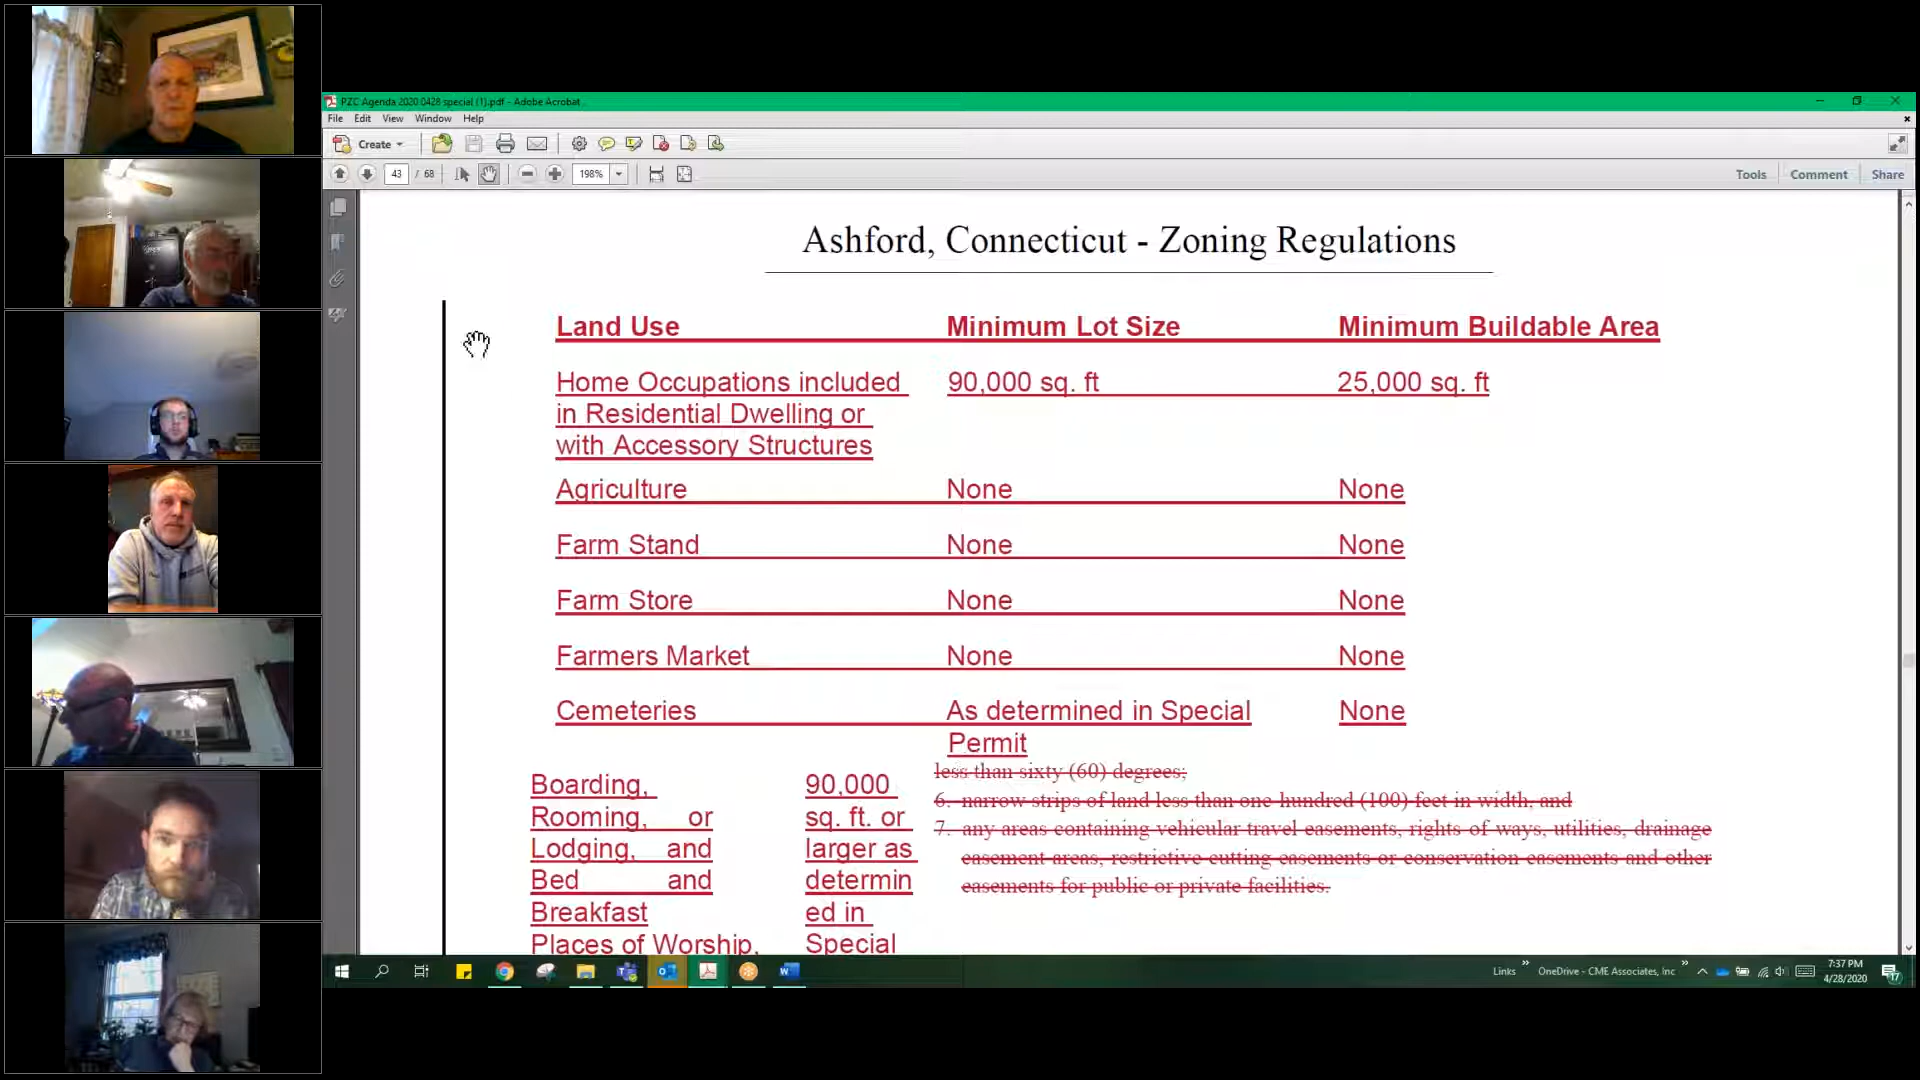 PZC Agenda 2020 0428 special (1).pdf - Adobe Acrobat
File Edit View Window Help
Create
43 / 68 198% Tools Comment Share
Ashford, Connecticut - Zoning Regulations
Land Use Minimum Lot Size Minimum Buildable Area
Home Occupations included 90,000 sq. ft 25,000 sq. ft
in Residential Dwelling or
with Accessory Structures
Agriculture None None
Farm Stand None None
Farm Store None None
Farmers Market None None
Cemeteries As determined in Special None
Permit
less than sixty (60) degrees;
6. narrow strips of land less than one hundred (100) feet in width, and
7. any areas containing vehicular travel easements, rights of ways, utilities, drainage
easement areas, restrictive cutting easements or conservation easements and other
easements for public or private facilities.
Boarding, 90,000
Rooming, or sq. ft. or
Lodging, and larger as
Bed and determin
Breakfast ed in
Places of Worship, Special
Links OneDrive - CME Associates, Inc 7:37 PM
4/28/2020
17